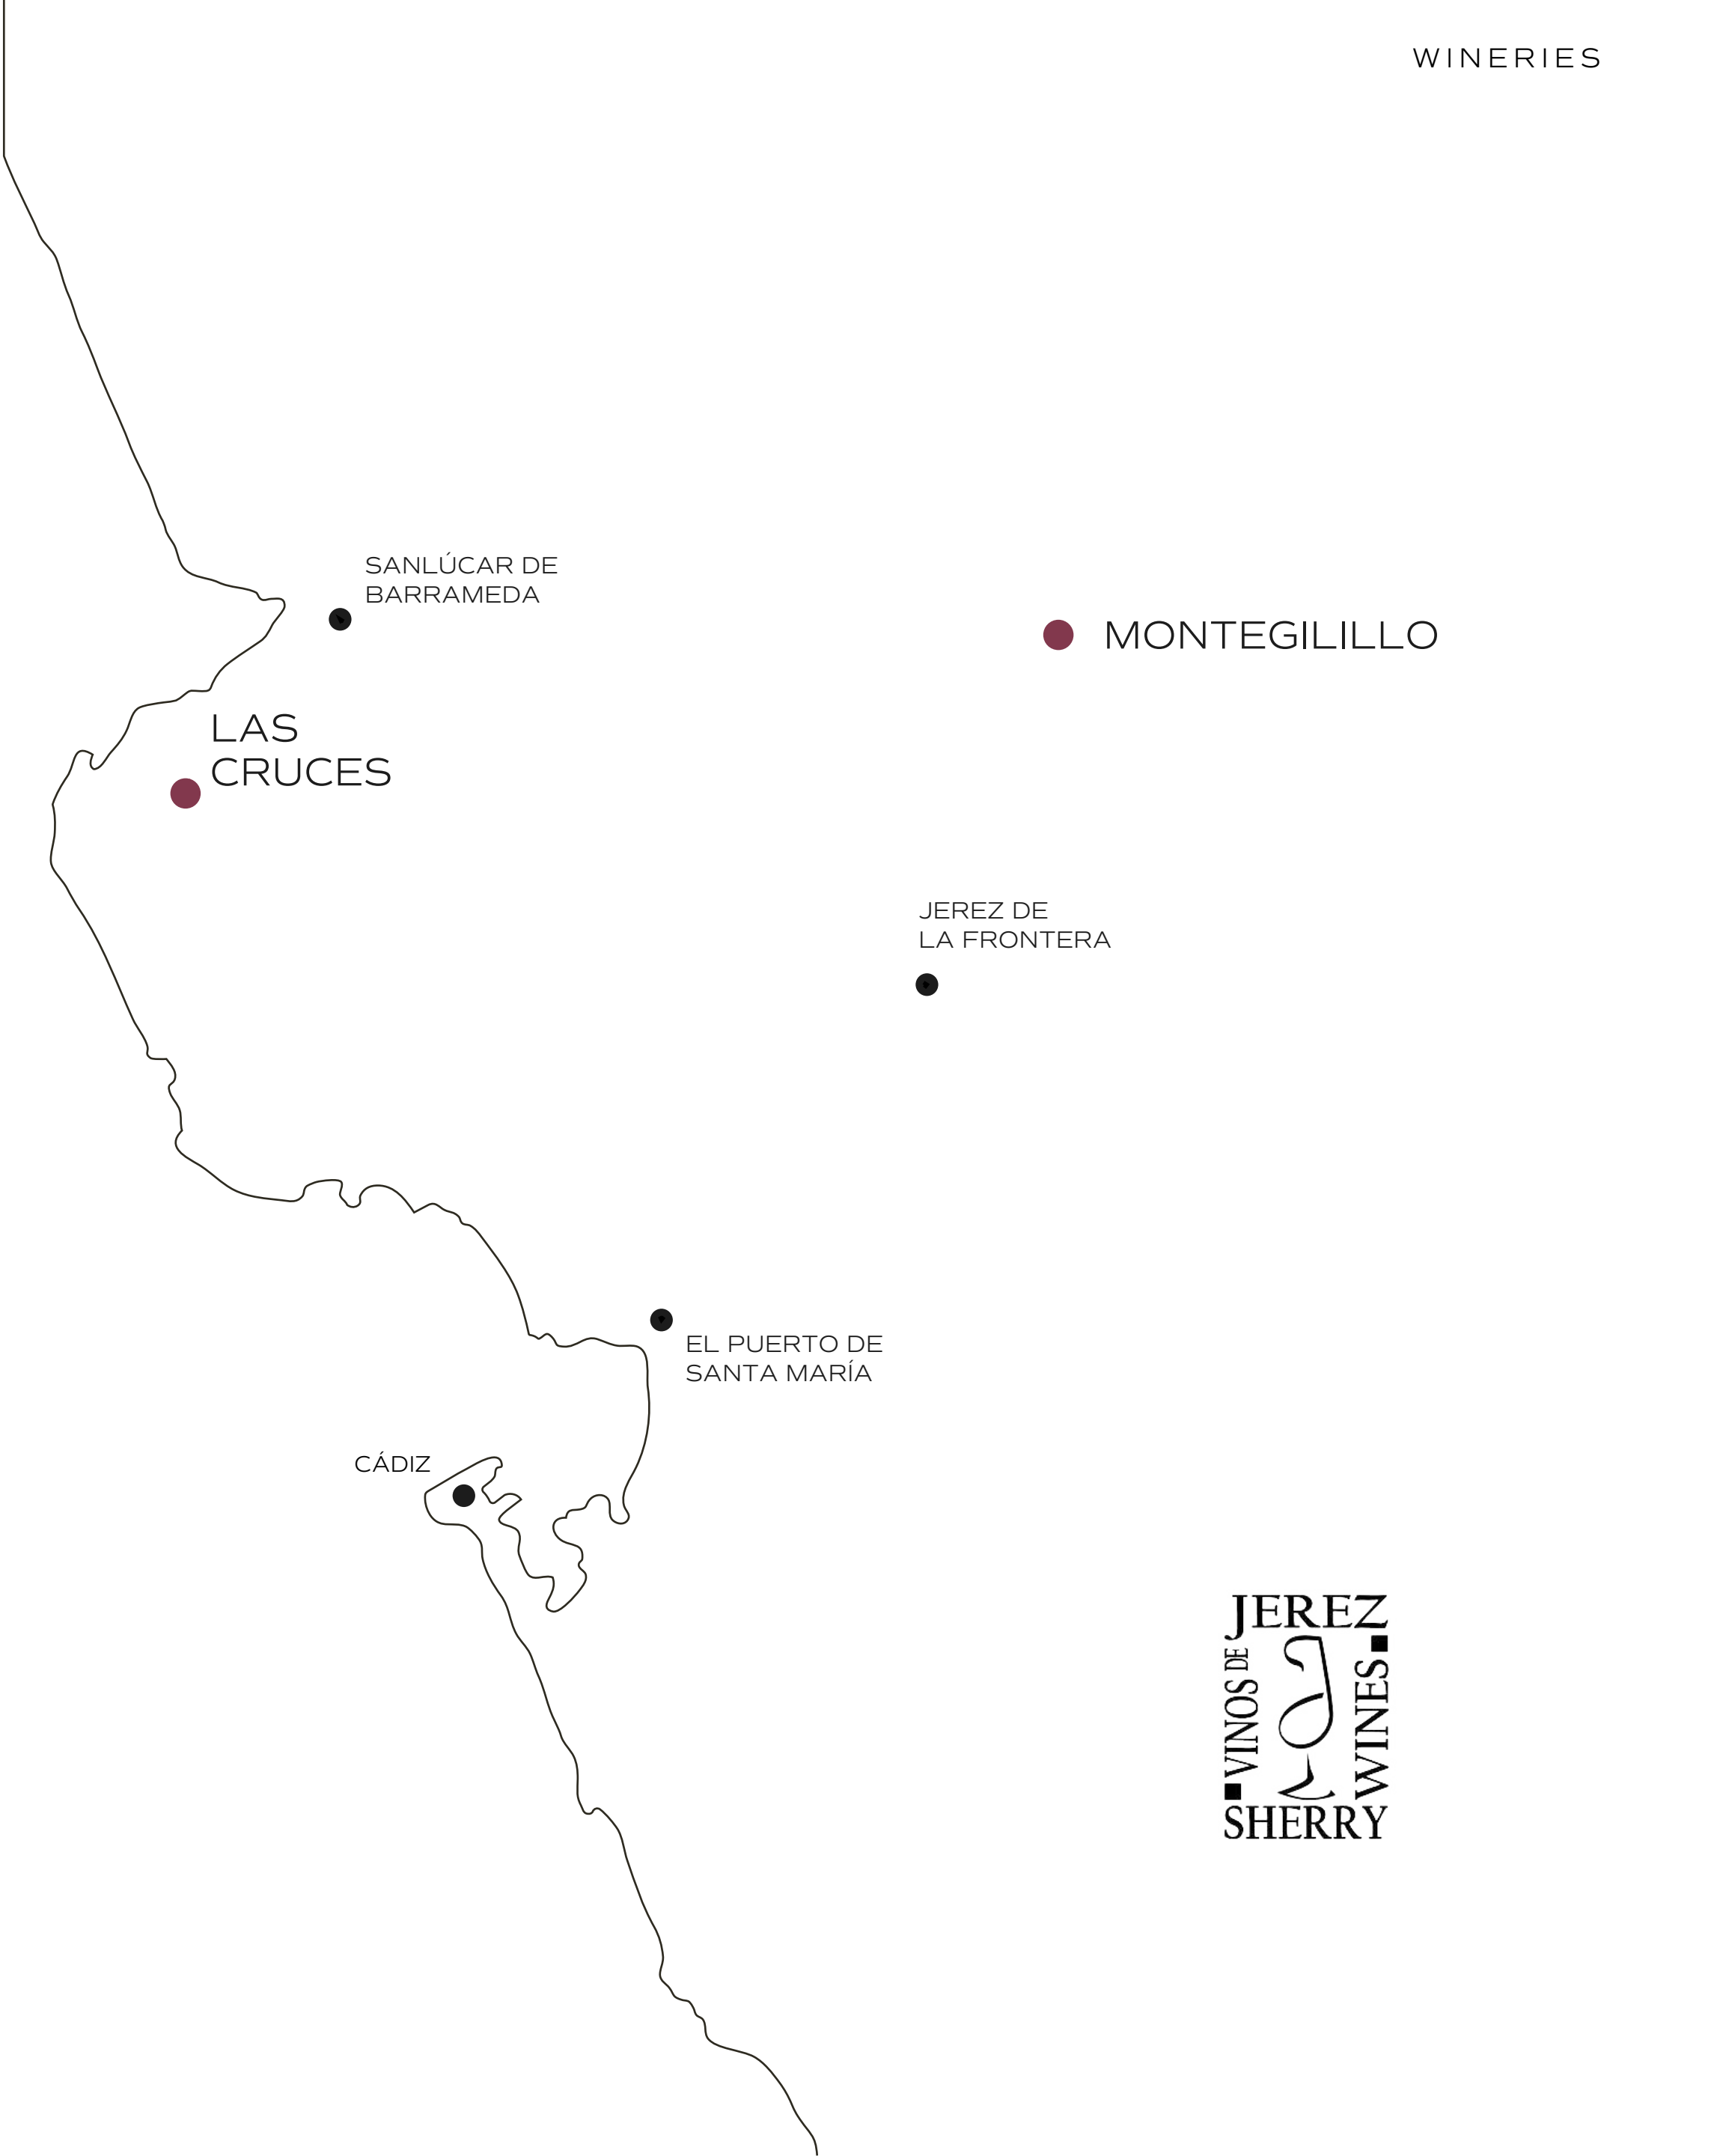 WINERIES
SANLÚCAR DE
BARRAMEDA
MONTEGILILLO
LAS
CRUCES
JEREZ DE
LA FRONTERA
EL PUERTO DE
SANTA MARÍA
CÁDIZ
JEREZ
VINOS DE
WINES
SHERRY